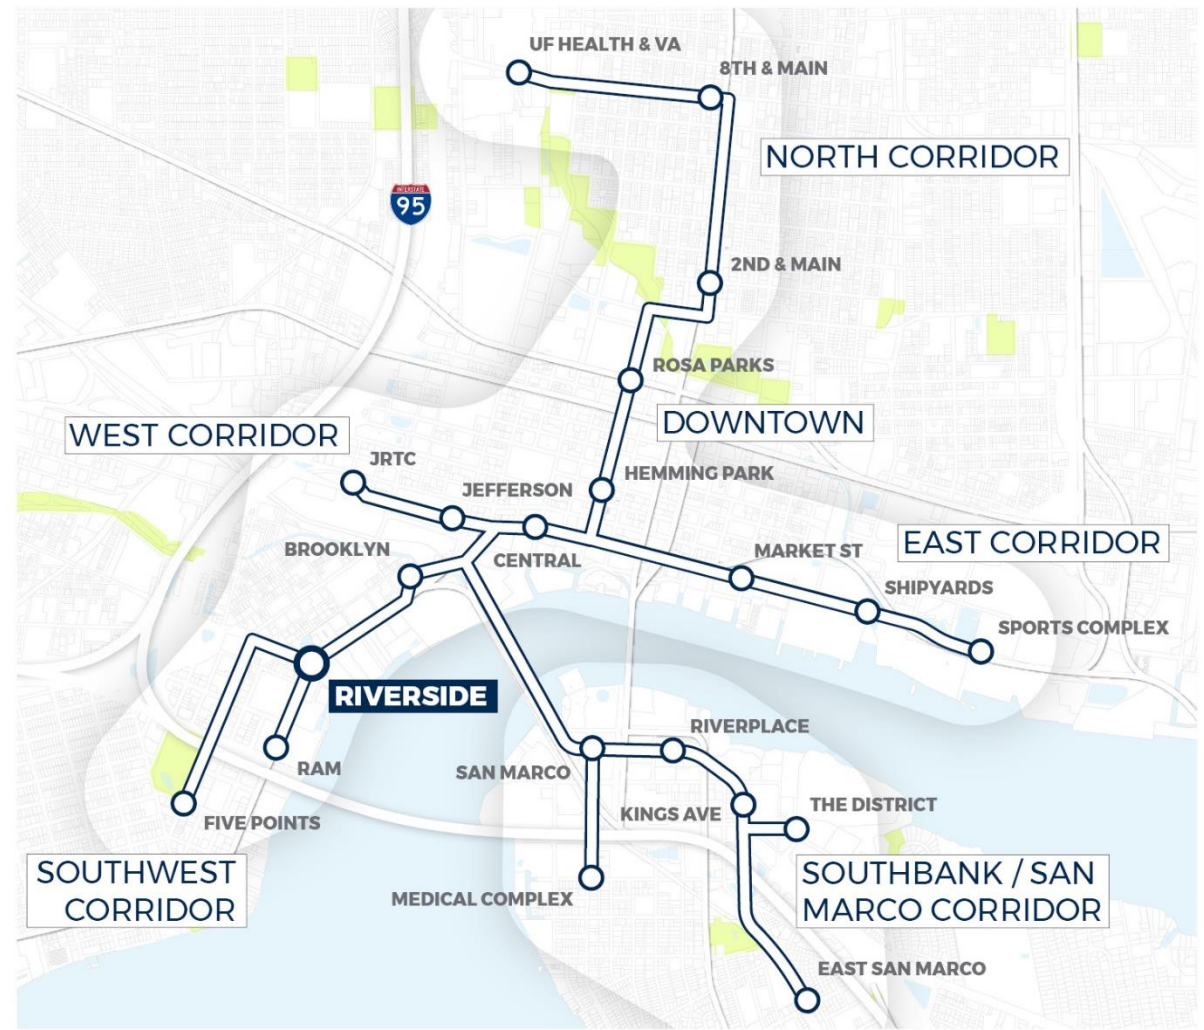 UF HEALTH & VA
8TH & MAIN
NORTH CORRIDOR
INTERSTATE
95
2ND & MAIN
ROSA PARKS
DOWNTOWN
WEST CORRIDOR
JRTC
HEMMING PARK
JEFFERSON
BROOKLYN
CENTRAL
MARKET ST
EAST CORRIDOR
SHIPYARDS
SPORTS COMPLEX
RIVERSIDE
RIVERPLACE
RAM
SAN MARCO
KINGS AVE
THE DISTRICT
FIVE POINTS
SOUTHWEST
CORRIDOR
MEDICAL COMPLEX
SOUTHBANK / SAN
MARCO CORRIDOR
EAST SAN MARCO